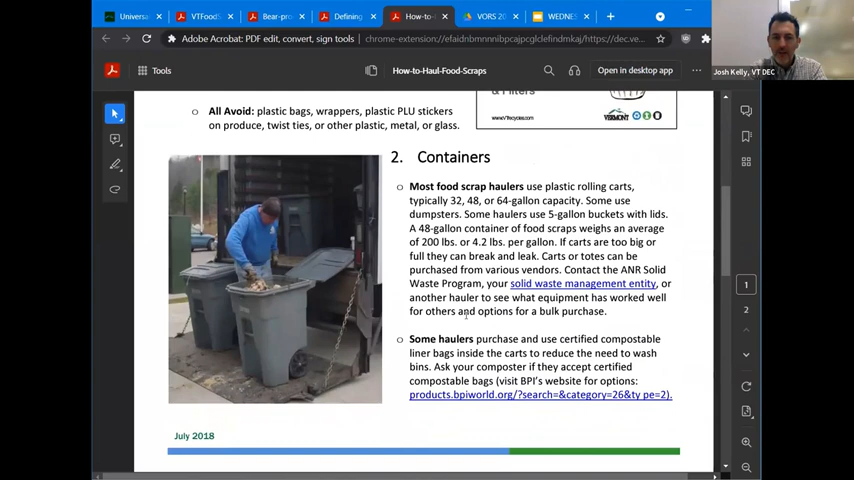 Universa
VTFoodS
Bear-pro
Defining
How-to-
VORS 20
WEDNES
Adobe Acrobat: PDF edit, convert, sign tools
chrome-extension://efaidnbmnnnibpcajpcglclefindmkaj/https://dec.ve...
Josh Kelly, VT DEC
Tools
How-to-Haul-Food-Scraps
Open in desktop app
& Filters
www.VTrecycles.com
VERMONT
All Avoid: plastic bags, wrappers, plastic PLU stickers
on produce, twist ties, or other plastic, metal, or glass.
2. Containers
Most food scrap haulers use plastic rolling carts,
typically 32, 48, or 64-gallon capacity. Some use
dumpsters. Some haulers use 5-gallon buckets with lids.
A 48-gallon container of food scraps weighs an average
of 200 lbs. or 4.2 lbs. per gallon. If carts are too big or
full they can break and leak. Carts or totes can be
purchased from various vendors. Contact the ANR Solid
Waste Program, your solid waste management entity, or
another hauler to see what equipment has worked well
for others and options for a bulk purchase.
Some haulers purchase and use certified compostable
liner bags inside the carts to reduce the need to wash
bins. Ask your composter if they accept certified
compostable bags (visit BPI's website for options:
products.bpiworld.org/?search=&category=26&ty pe=2).
July 2018
1
2